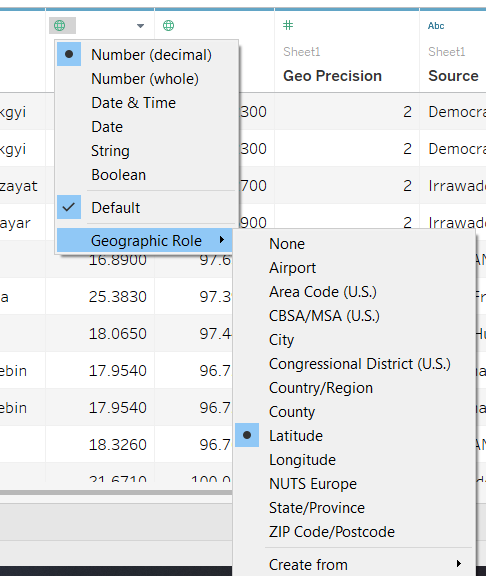 Abc
Sheet1
Geo Precision
Source
Number (decimal)
Number (whole)
Date & Time
Date
String
Boolean
Default
Geographic Role
None
Airport
Area Code (U.S.)
CBSA/MSA (U.S.)
City
Congressional District (U.S.)
Country/Region
County
Latitude
Longitude
NUTS Europe
State/Province
ZIP Code/Postcode
Create from
kgyi 300 2 Democra
kgyi 300 2 Democra
zayat 700 2 Irrawad
ayar 900 2 Irrawad
16.8900 97.6
a 25.3830 97.3
18.0650 97.4
ebin 17.9540 96.7
ebin 17.9540 96.7
18.3260 96.7
21.6710 100.0